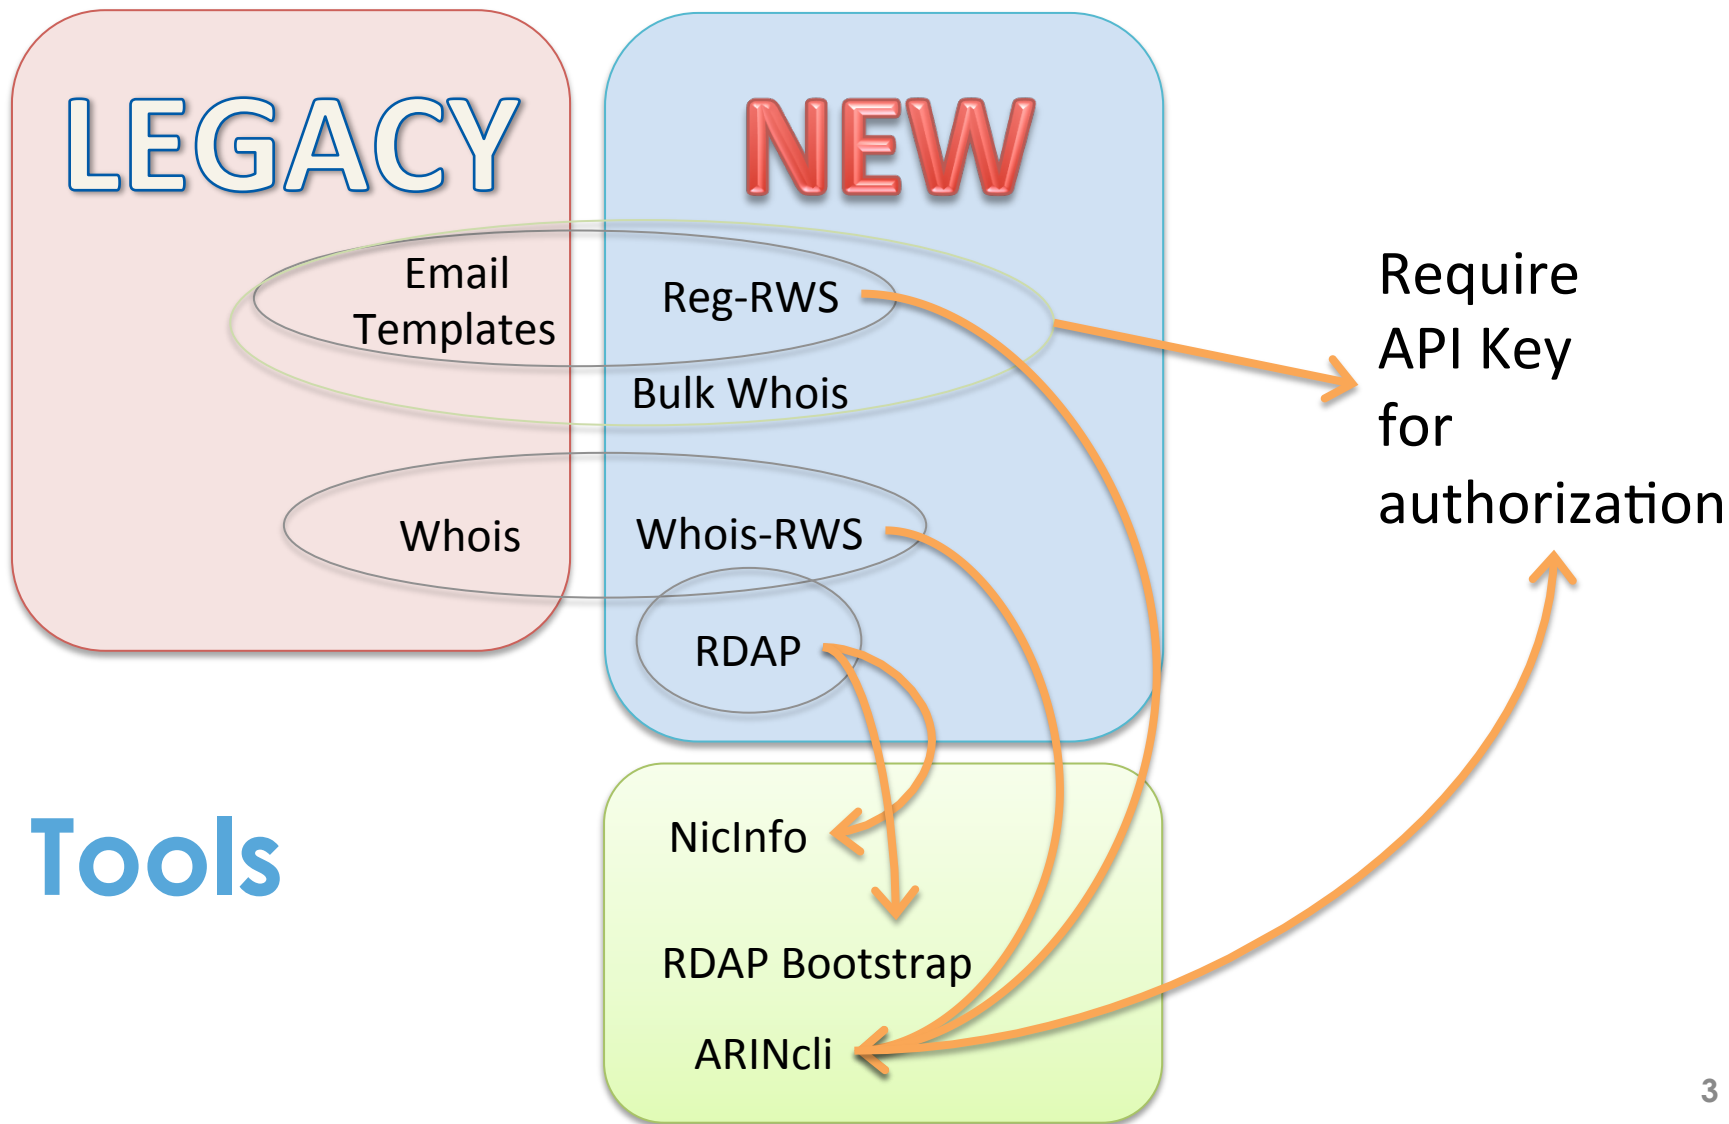 LEGACY
NEW
Email
Templates
Reg-RWS
Bulk Whois
Whois
Whois-RWS
RDAP
Require
API Key
for
authorization
Tools
NicInfo
RDAP Bootstrap
ARINcli
3